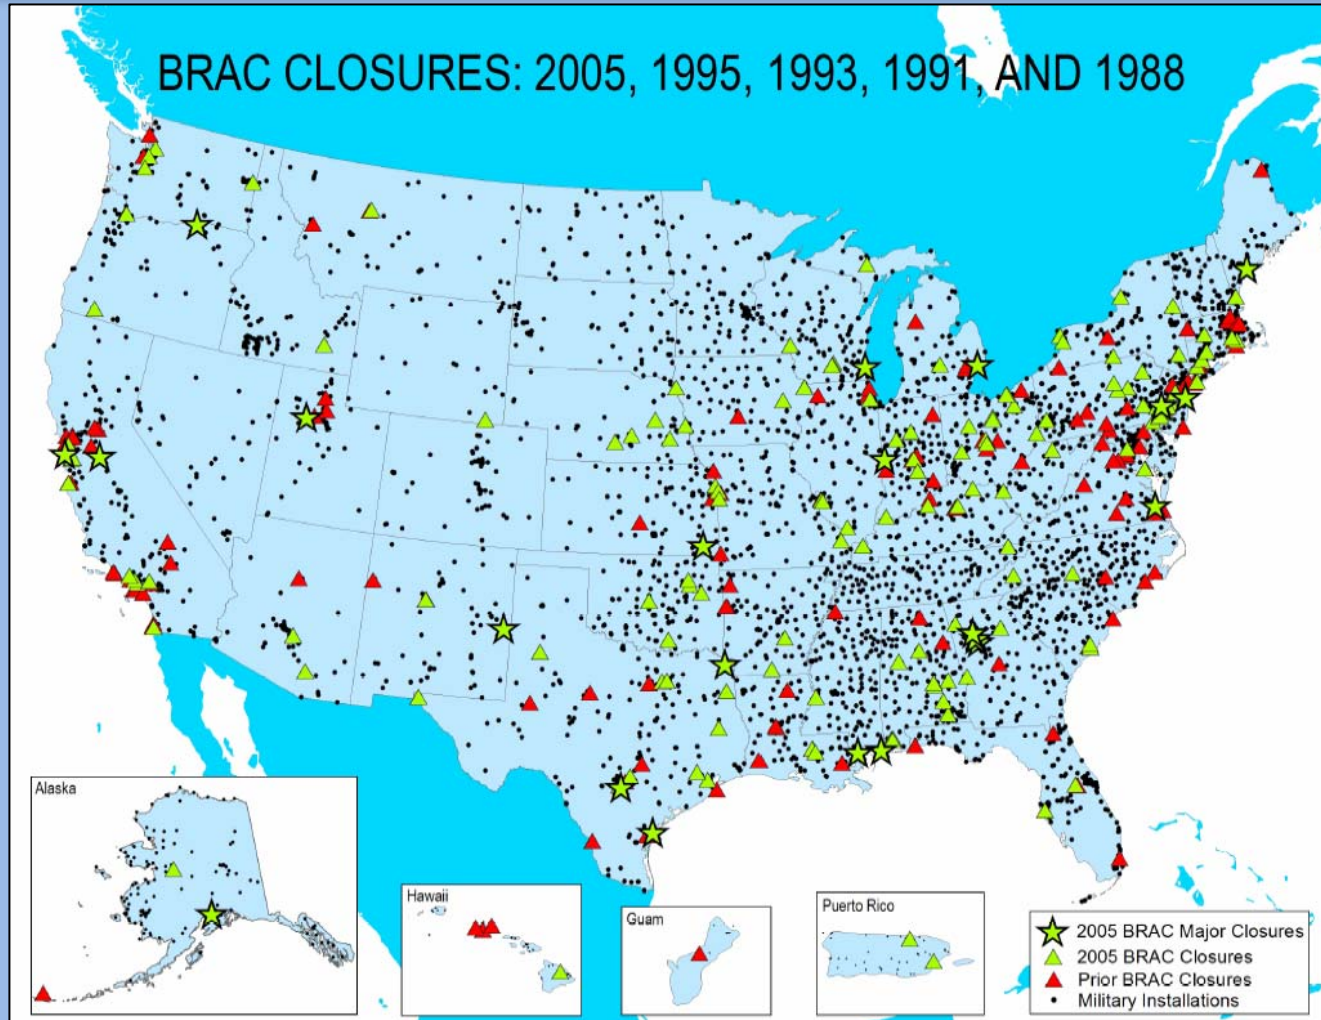 BRAC CLOSURES: 2005, 1995, 1993, 1991, AND 1988
Alaska
Hawaii
Guam
Puerto Rico
2005 BRAC Major Closures
2005 BRAC Closures
Prior BRAC Closures
Military Installations